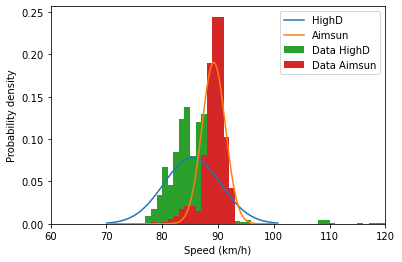 0.25
0.20
0.15
0.10
0.05
0.00
Probability density
60 70 80 90 100 110 120
Speed (km/h)
HighD
Aimsun
Data HighD
Data Aimsun